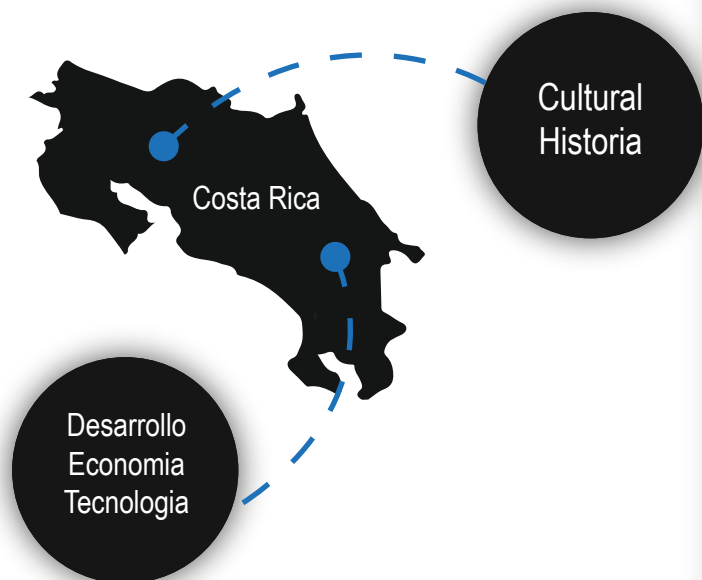 Cultural
Historia
Costa Rica
Desarrollo
Economia
Tecnologia